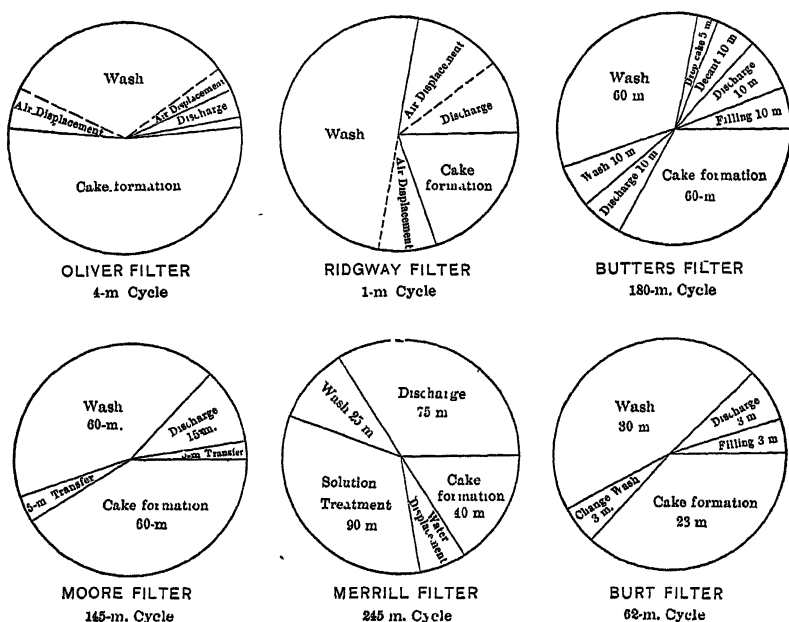 Wash
Air Displacement
Air Displacement
Discharge
Cake formation
OLIVER FILTER
4-m Cycle
Wash
Air Displacement
Discharge
Cake
formation
Air Displacement
RIDGWAY FILTER
1-m Cycle
Wash
60 m
Drop cake 5 m
Decant 10 m
Discharge
10 m
Filling 10 m
Wash 10 m
Discharge 10 m
Cake formation
60-m
BUTTERS FILTER
180-m. Cycle
Wash
60-m.
Discharge
15-m.
-m Transfer
5-m Transfer
Cake formation
60-m
MOORE FILTER
145-m. Cycle
Wash 25 m
Discharge
75 m
Solution
Treatment
90 m
Water
Displacement
Cake
formation
40 m
MERRILL FILTER
245 m. Cycle
Wash
30 m
Discharge
3 m
Filling 3 m
Change Wash
3 m.
Cake formation
23 m
BURT FILTER
62-m. Cycle